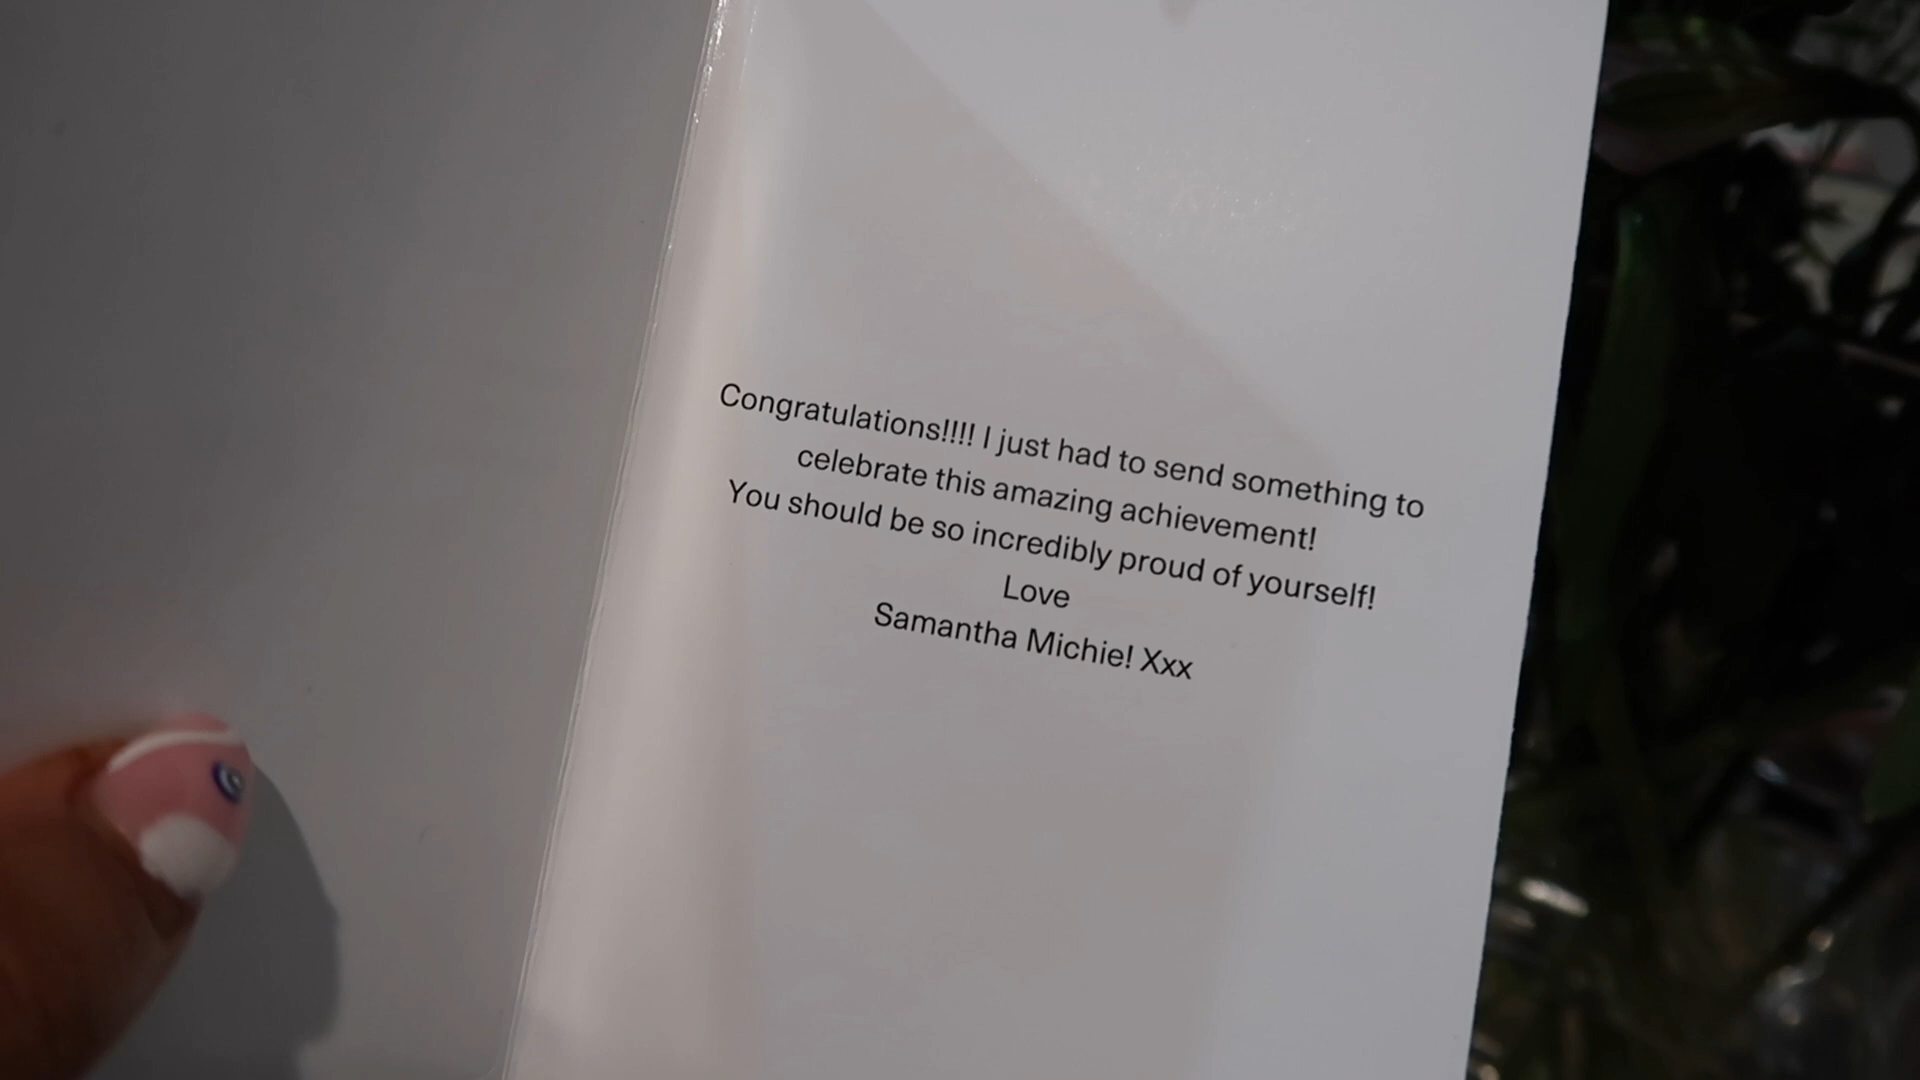 Congratulations!!!! I just had to send something to
celebrate this amazing achievement!
You should be so incredibly proud of yourself!
Love
Samantha Michie! Xxx